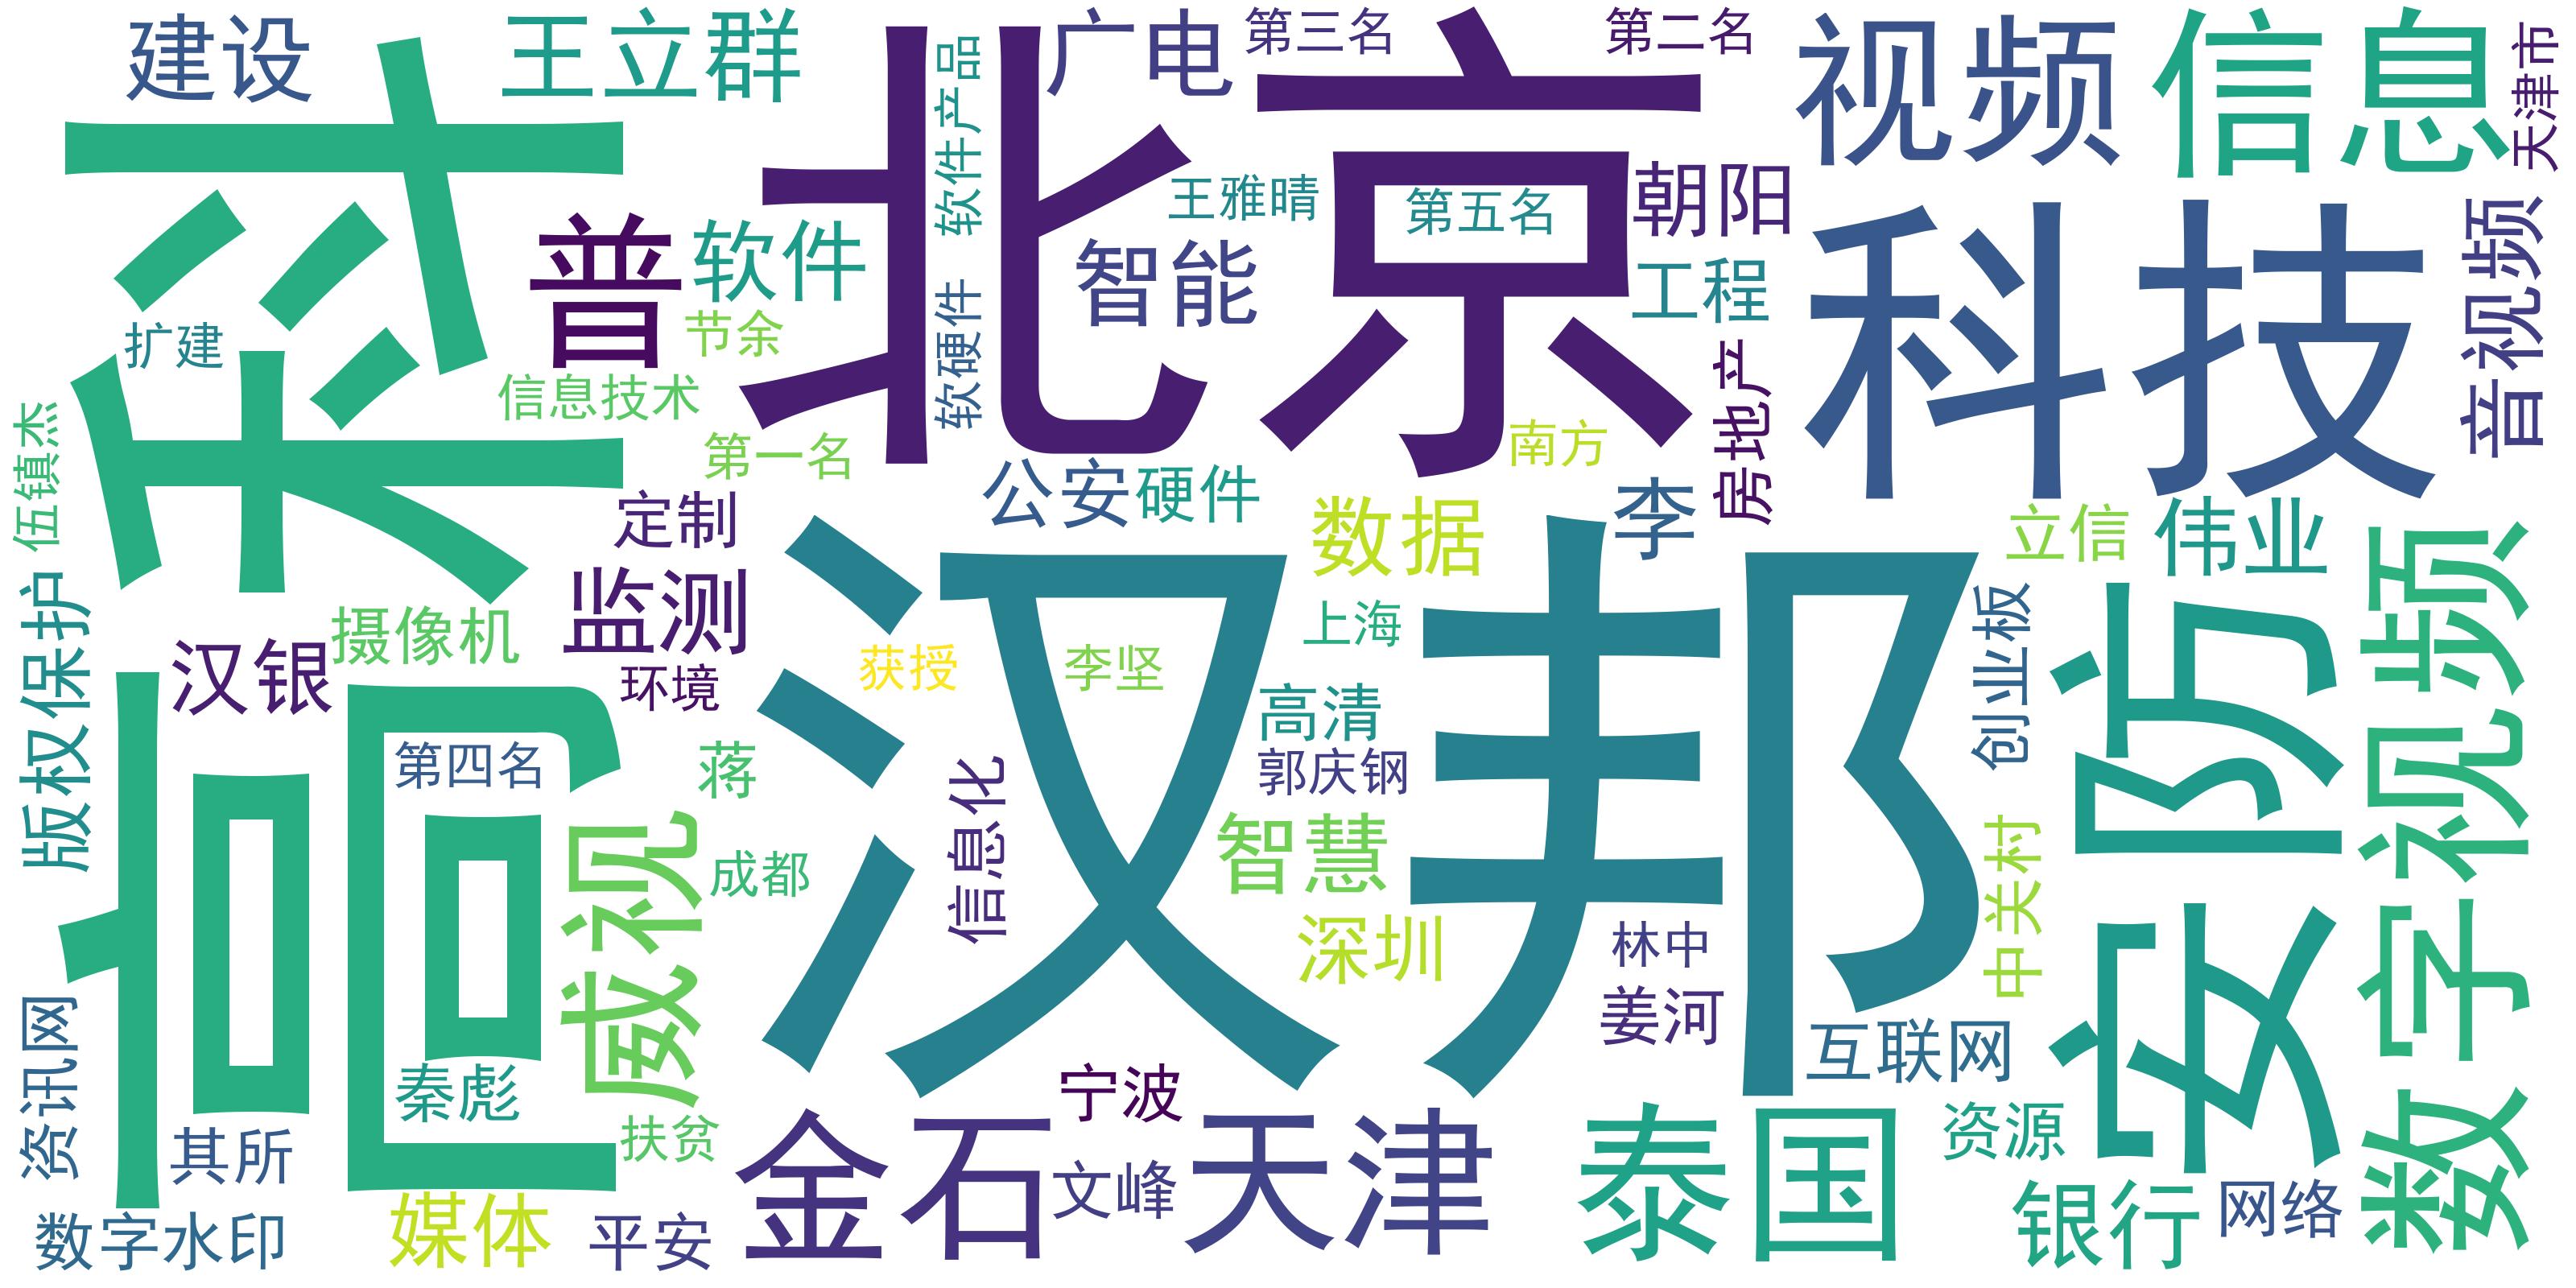 建设
王立群
广电
第三名
第二名
视频
信息
天津市
高科
北京
软件产品
朝阳
王雅晴
第五名
普
软件
智能
工程
科技
音视频
扩建
节余
软硬件
房地产
信息技术
第一名
南方
伍镇杰
公安
硬件
数据
李
立信
伟业
定制
监测
汉邦
版权保护
摄像机
汉银
环境
获授
李坚
上海
创业板
安防
数字视频
高清
第四名
蒋
郭庆钢
信息化
威视
成都
智慧
中关村
深圳
林中
资讯网
姜河
互联网
秦彪
宁波
扶贫
其所
金石
文峰
天津
泰国
资源
数字水印
媒体
平安
银行
网络